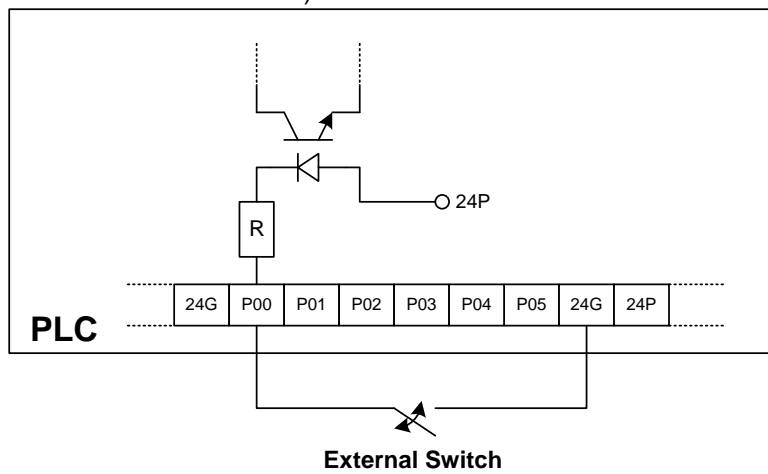 24P
R
24G P00 P01 P02 P03 P04 P05 24G 24P
PLC
External Switch